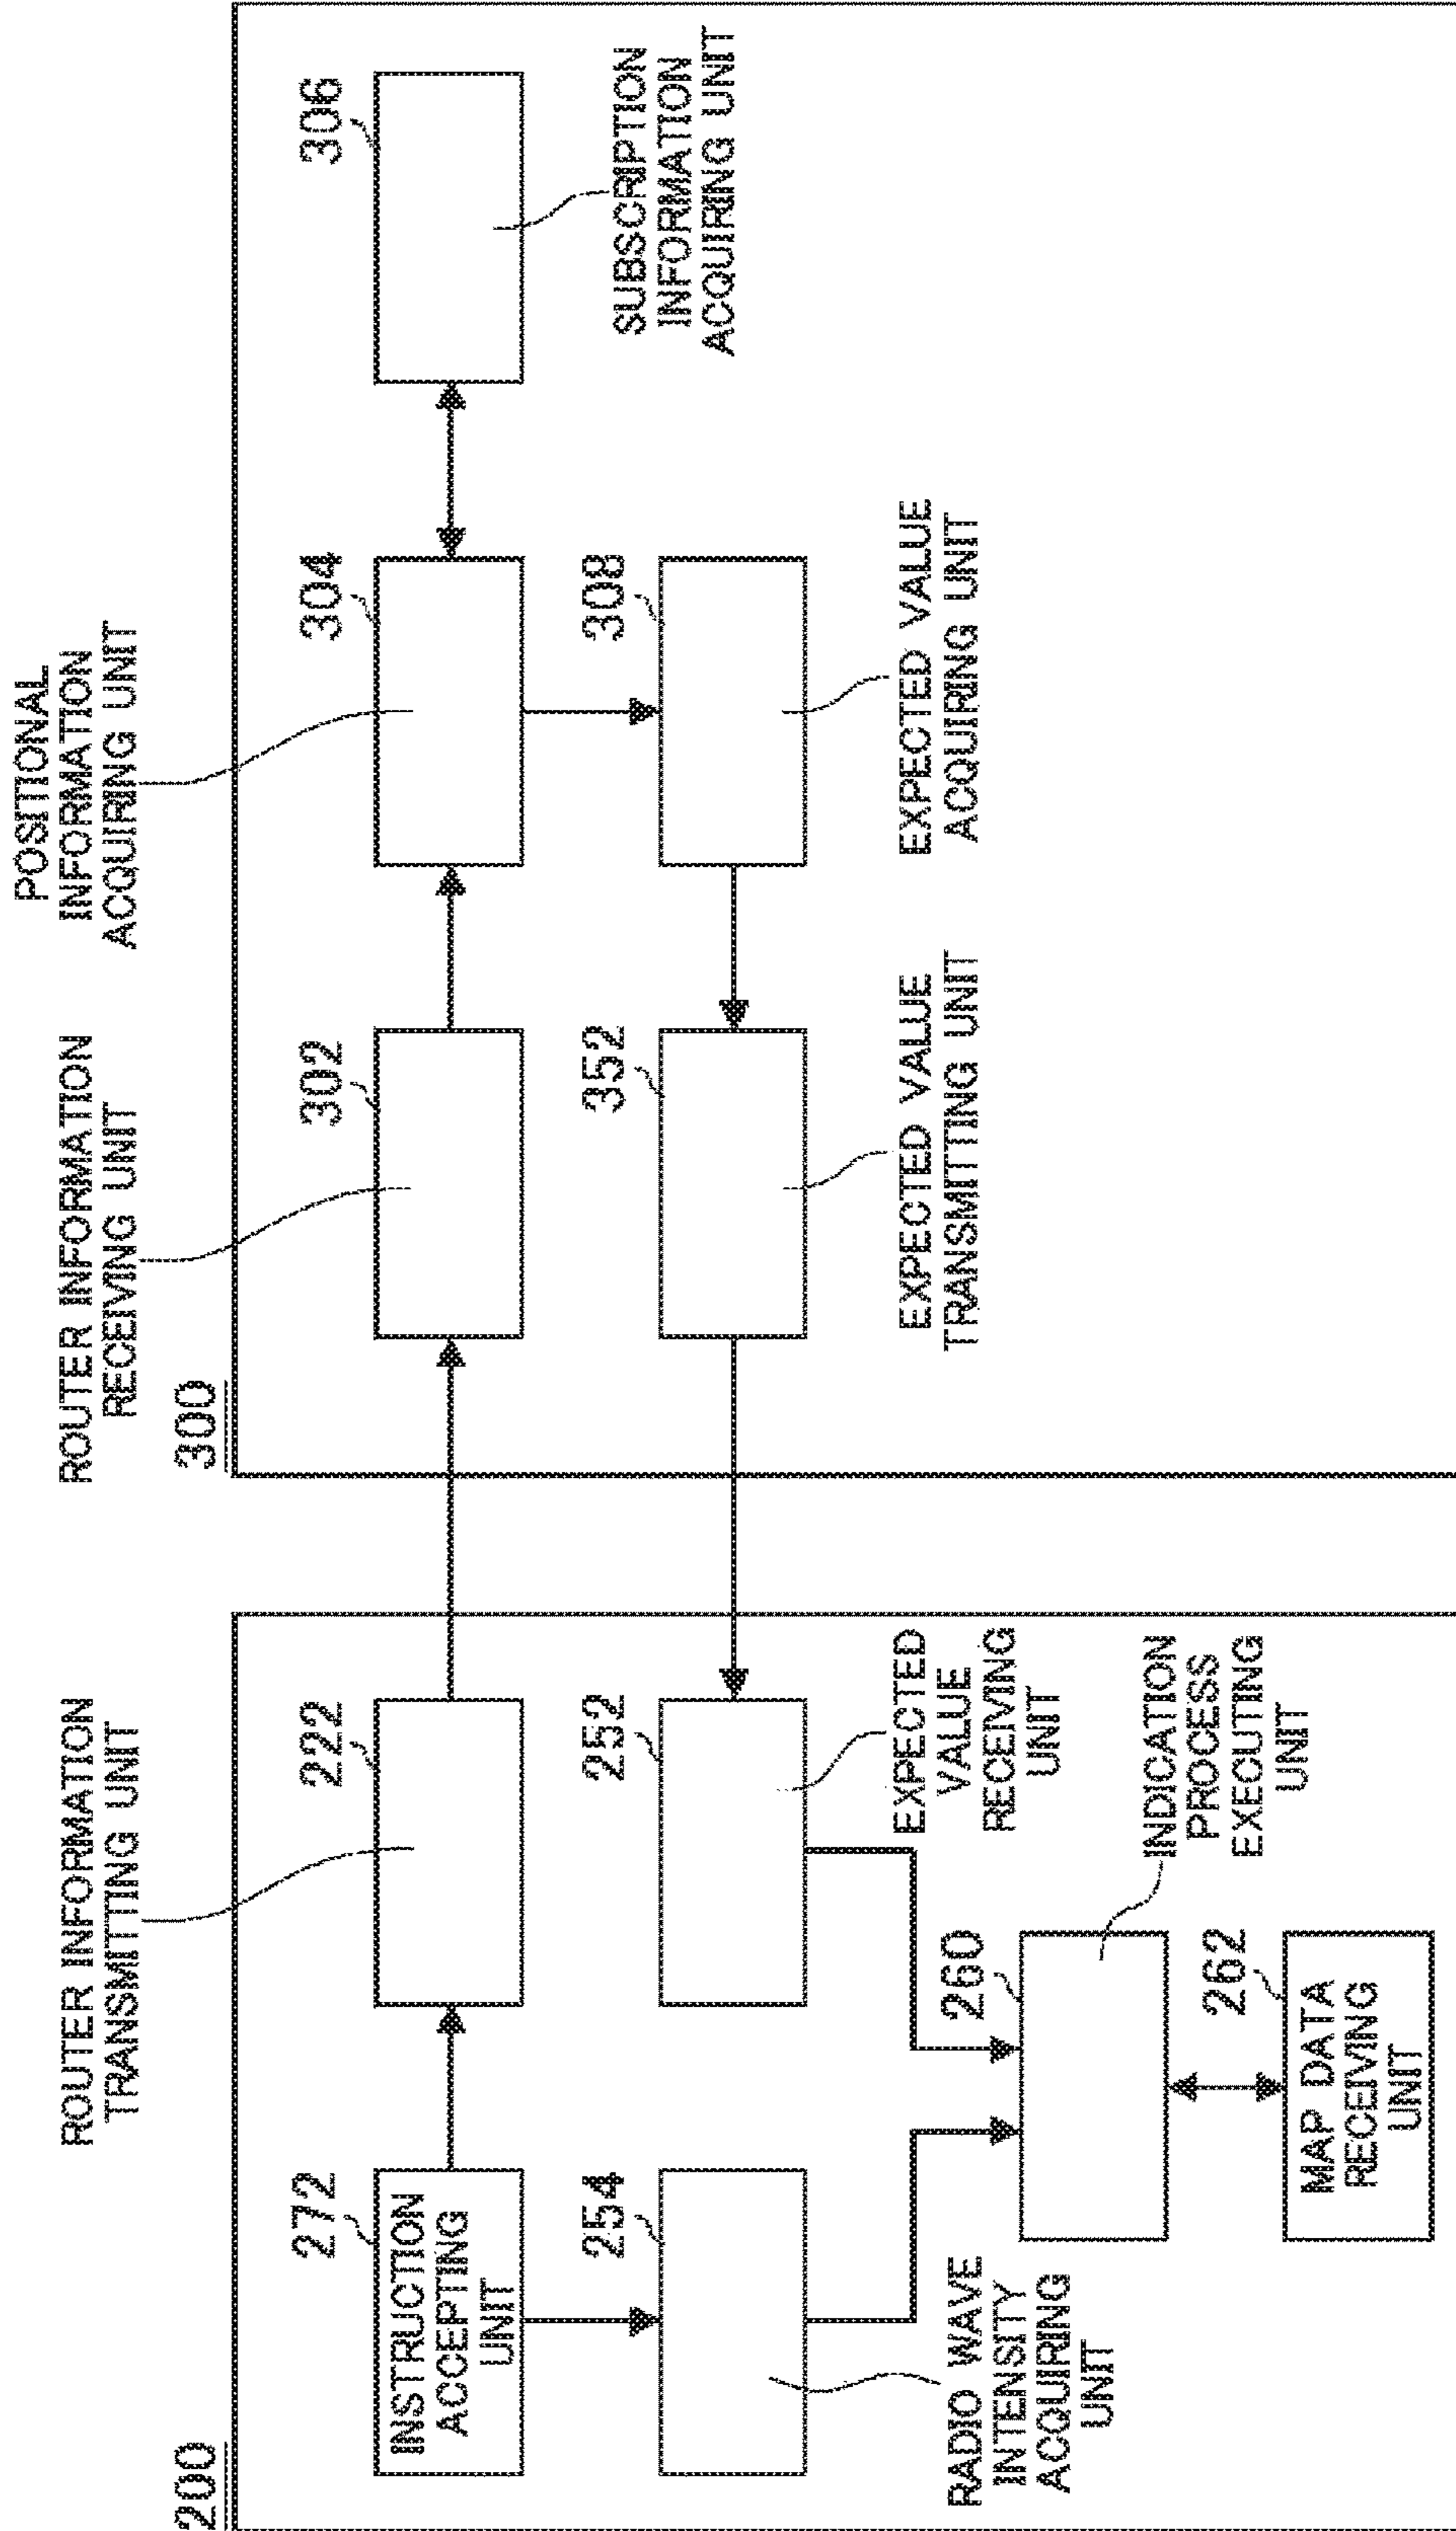 200
ROUTER INFORMATION
TRANSMITTING UNIT
272
INSTRUCTION
ACCEPTING
UNIT
222
254
252
RADIO WAVE
INTENSITY
ACQUIRING
UNIT
EXPECTED
VALUE
RECEIVING
UNIT
260
INDICATION
PROCESS
EXECUTING
UNIT
262
MAP DATA
RECEIVING
UNIT
300
ROUTER INFORMATION
RECEIVING UNIT
POSITIONAL
INFORMATION
ACQUIRING UNIT
302
304
306
SUBSCRIPTION
INFORMATION
ACQUIRING UNIT
352
308
EXPECTED VALUE
TRANSMITTING UNIT
EXPECTED VALUE
ACQUIRING UNIT